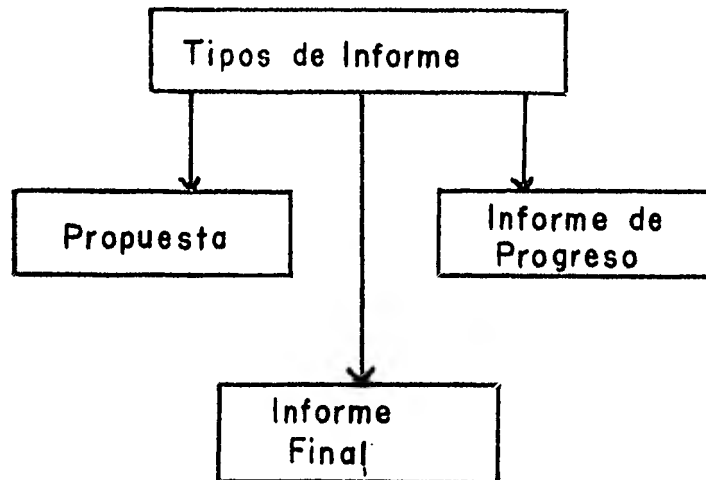 Tipos de Informe
Propuesta
Informe de
Progreso
Informe
Final